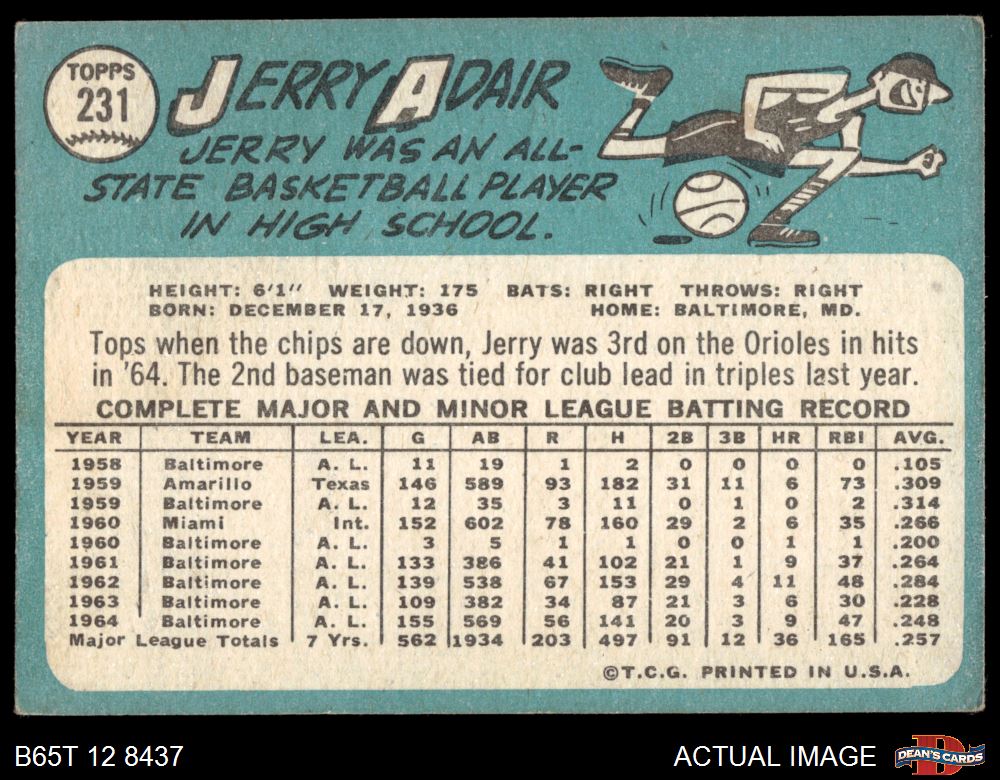 TOPPS
231
JERRY ADAIR
JERRY WAS AN ALL-
STATE BASKETBALL PLAYER
IN HIGH SCHOOL.
HEIGHT: 6'1" WEIGHT: 175 BATS: RIGHT THROWS: RIGHT
BORN: DECEMBER 17, 1936 HOME: BALTIMORE, MD.
Tops when the chips are down, Jerry was 3rd on the Orioles in hits
in '64. The 2nd baseman was tied for club lead in triples last year.
COMPLETE MAJOR AND MINOR LEAGUE BATTING RECORD
YEAR TEAM LEA. G AB R H 2B 3B HR RBI AVG.
1958 Baltimore A. L. 11 19 1 2 0 0 0 0 .105
1959 Amarillo Texas 146 589 93 182 31 11 6 73 .309
1959 Baltimore A. L. 12 35 3 11 0 1 0 2 .314
1960 Miami Int. 152 602 78 160 29 2 6 35 .266
1960 Baltimore A. L. 3 5 1 1 0 0 1 1 .200
1961 Baltimore A. L. 133 386 41 102 21 1 9 37 .264
1962 Baltimore A. L. 139 538 67 153 29 4 11 48 .284
1963 Baltimore A. L. 109 382 34 87 21 3 6 30 .228
1964 Baltimore A. L. 155 569 56 141 20 3 9 47 .248
Major League Totals 7 Yrs. 562 1934 203 497 91 12 36 165 .257
©T.C.G. PRINTED IN U.S.A.
B65T 12 8437 ACTUAL IMAGE
D
DEAN'S CARDS